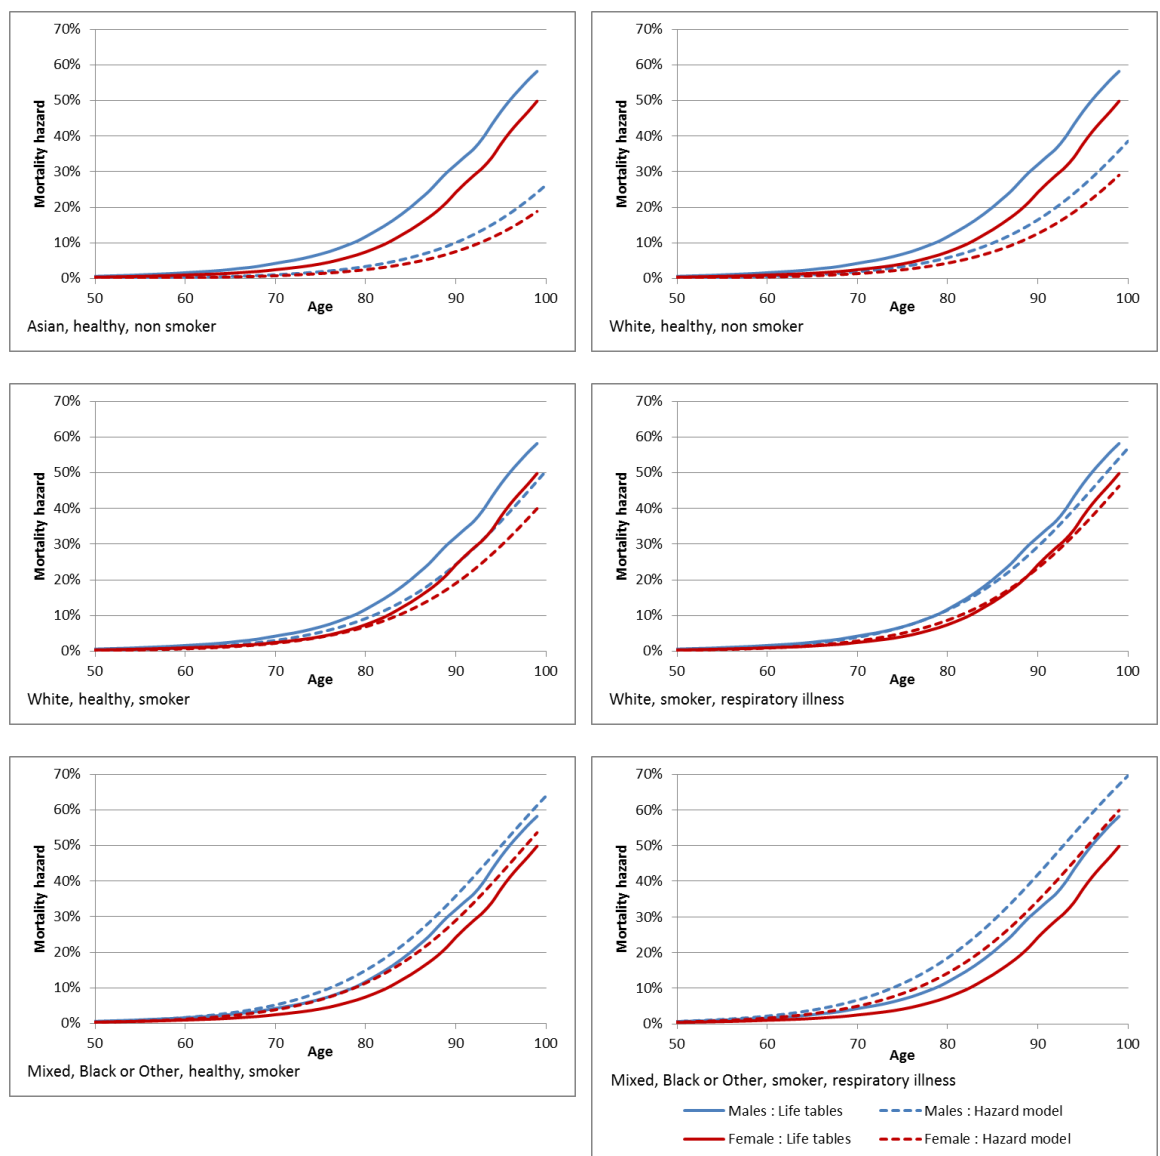 70%
60%
50%
40%
30%
20%
10%
0%
Mortality hazard
50 60 70 80 90 100
Age
Asian, healthy, non smoker
70%
60%
50%
40%
30%
20%
10%
0%
Mortality hazard
50 60 70 80 90 100
Age
White, healthy, non smoker
70%
60%
50%
40%
30%
20%
10%
0%
Mortality hazard
50 60 70 80 90 100
Age
White, healthy, smoker
70%
60%
50%
40%
30%
20%
10%
0%
Mortality hazard
50 60 70 80 90 100
Age
White, smoker, respiratory illness
70%
60%
50%
40%
30%
20%
10%
0%
Mortality hazard
50 60 70 80 90 100
Age
Mixed, Black or Other, healthy, smoker
70%
60%
50%
40%
30%
20%
10%
0%
Mortality hazard
50 60 70 80 90 100
Age
Mixed, Black or Other, smoker, respiratory illness
Males : Life tables Males : Hazard model
Female : Life tables Female : Hazard model